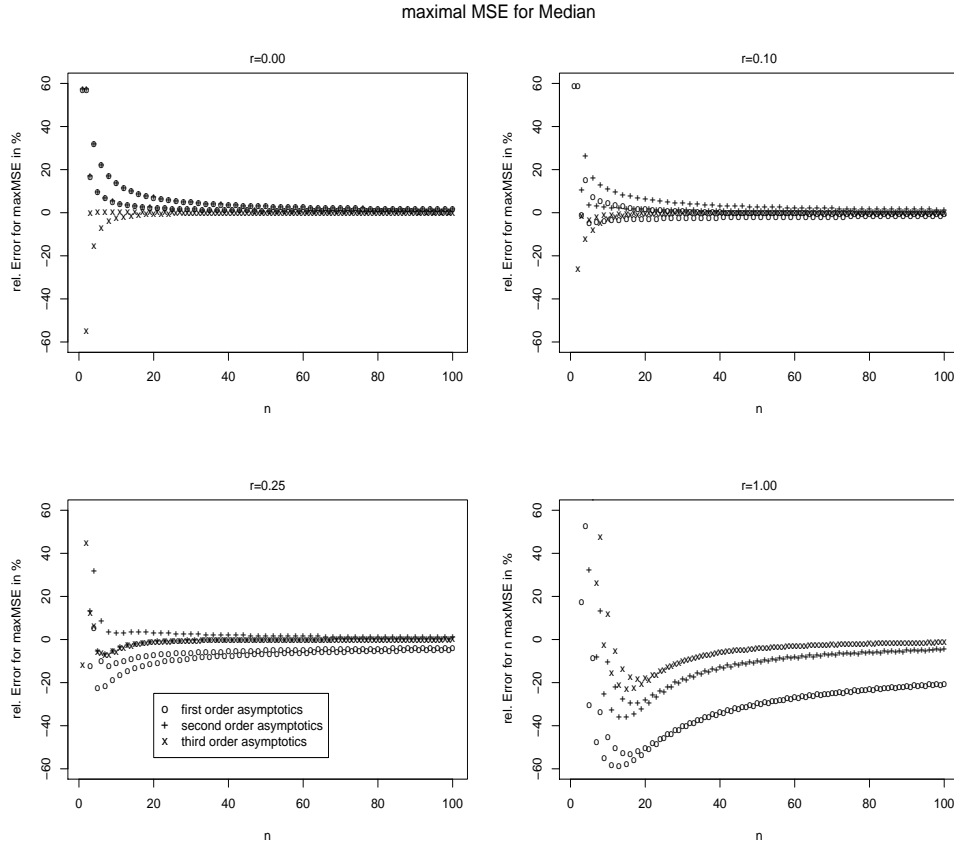 maximal MSE for Median
r=0.00
rel. Error for maxMSE in %
60
40
20
0
−20
−40
−60
0 20 40 60 80 100
n
r=0.10
rel. Error for maxMSE in %
60
40
20
0
−20
−40
−60
0 20 40 60 80 100
n
r=0.25
rel. Error for maxMSE in %
60
40
20
0
−20
−40
−60
o first order asymptotics
+ second order asymptotics
x third order asymptotics
0 20 40 60 80 100
n
r=1.00
rel. Error for n maxMSE in %
60
40
20
0
−20
−40
−60
0 20 40 60 80 100
n